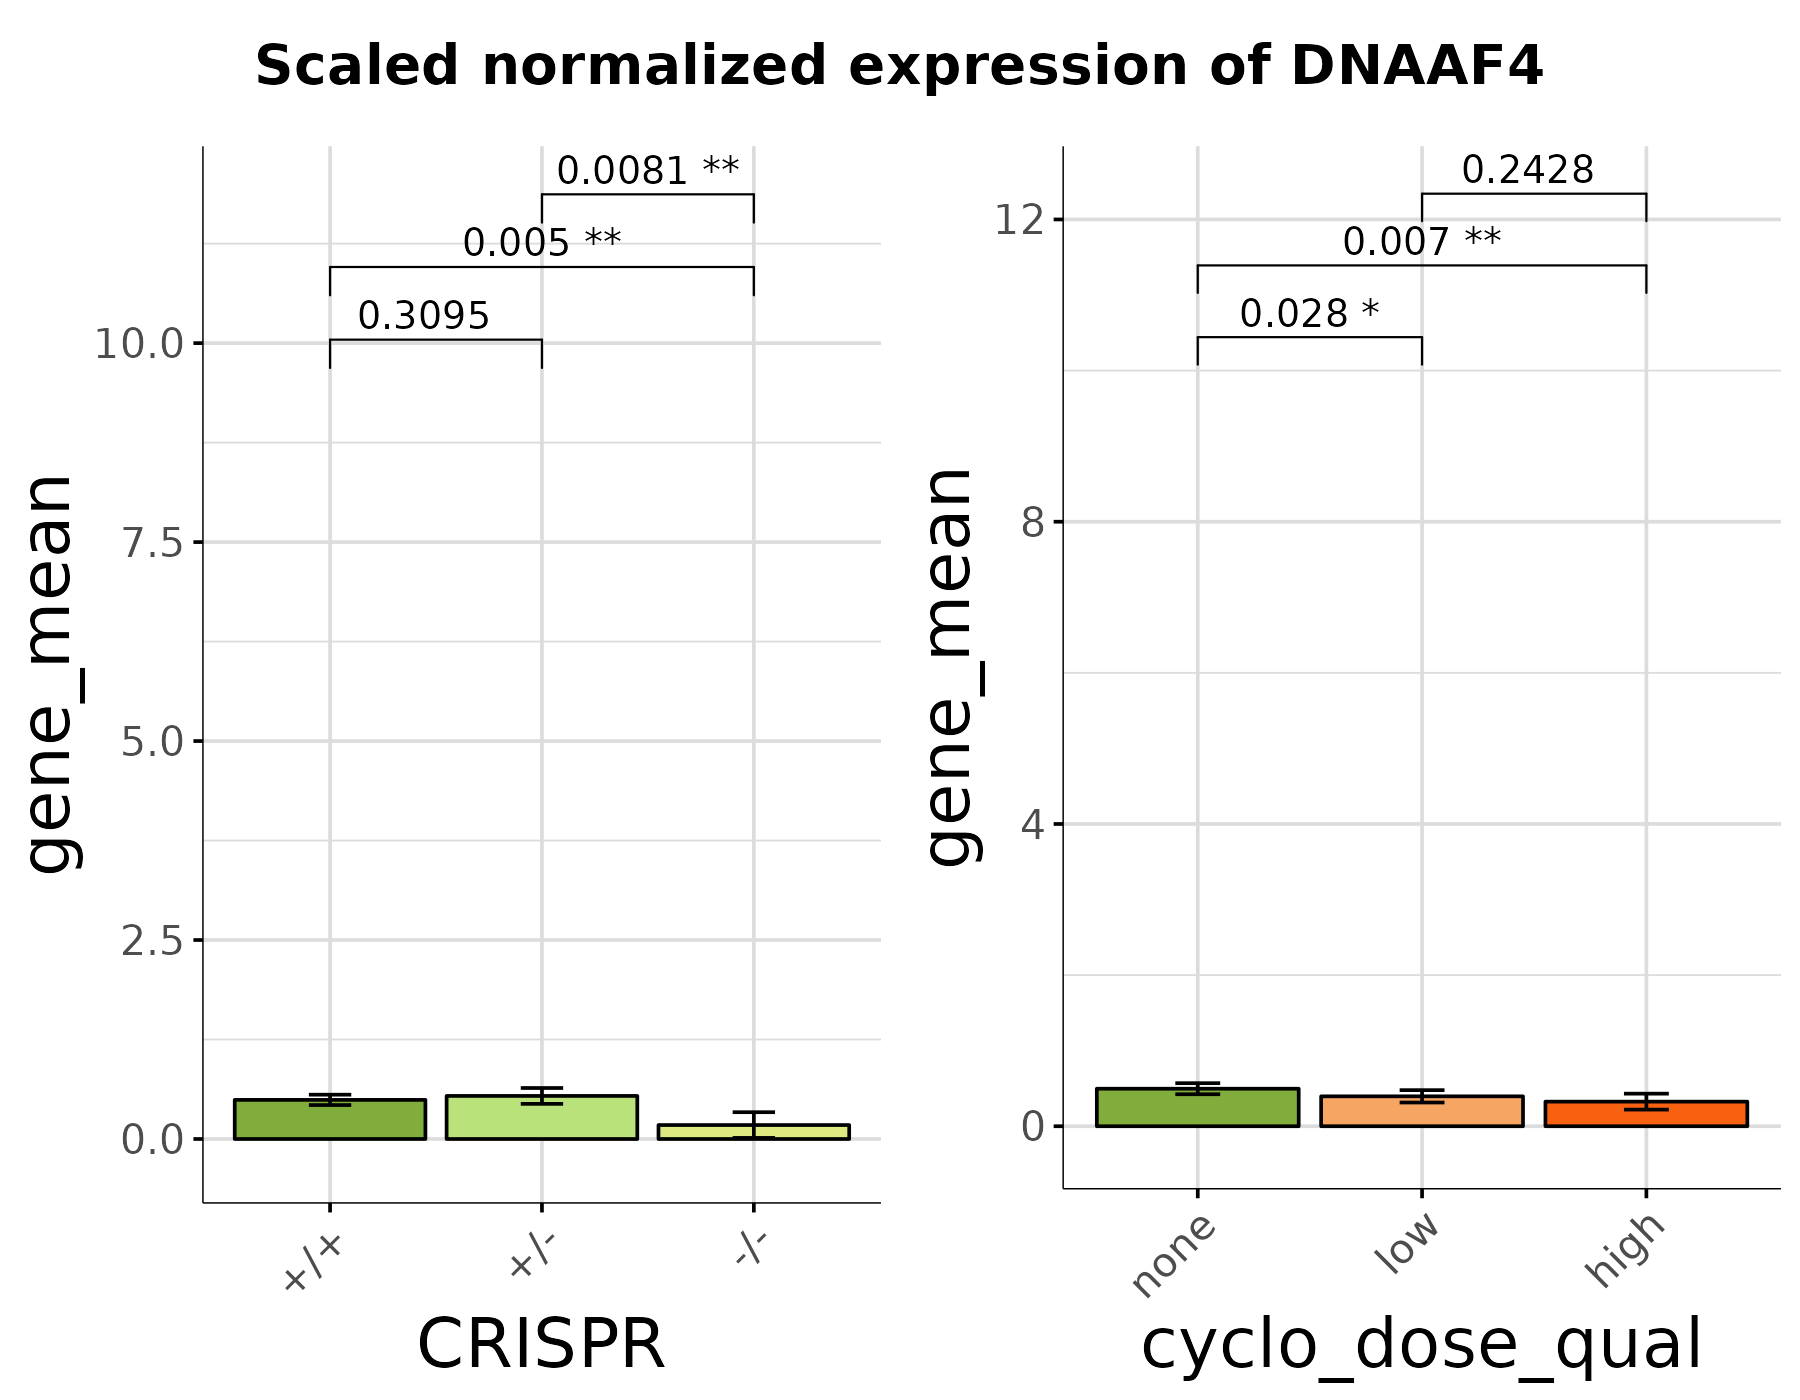 Scaled normalized expression of DNAAF4
gene_mean
10.0
7.5
5.0
2.5
0.0
0.0081 **
0.005 **
0.3095
+/+
+/-
-/-
CRISPR
gene_mean
12
8
4
0
0.2428
0.007 **
0.028 *
none
low
high
cyclo_dose_qual